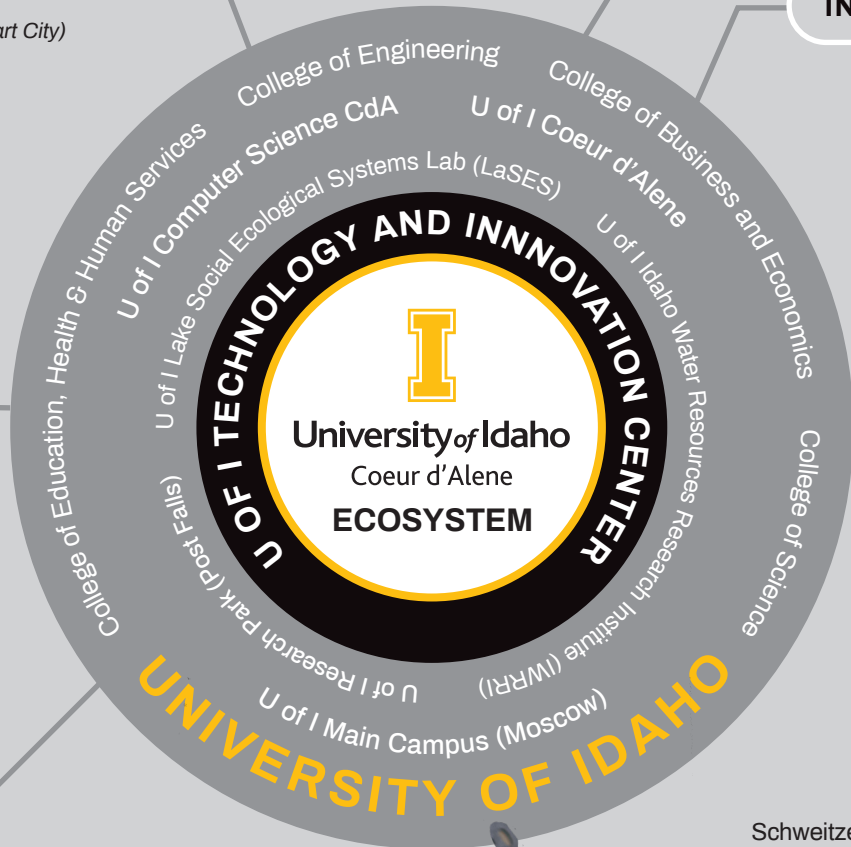 art City)
IN
College of Engineering
College of Business and Economics
College of Education, Health & Human Services
College of Science
U of I Computer Science CdA
U of I Coeur d'Alene
U of I Lake Social Ecological Systems Lab (LaSES)
U of I Idaho Water Resources Research Institute (IWRRI)
U of I Research Park (Post Falls)
U OF I TECHNOLOGY AND INNNOVATION CENTER
I
University of Idaho
Coeur d'Alene
ECOSYSTEM
U of I Main Campus (Moscow)
UNIVERSITY OF IDAHO
Schweitze